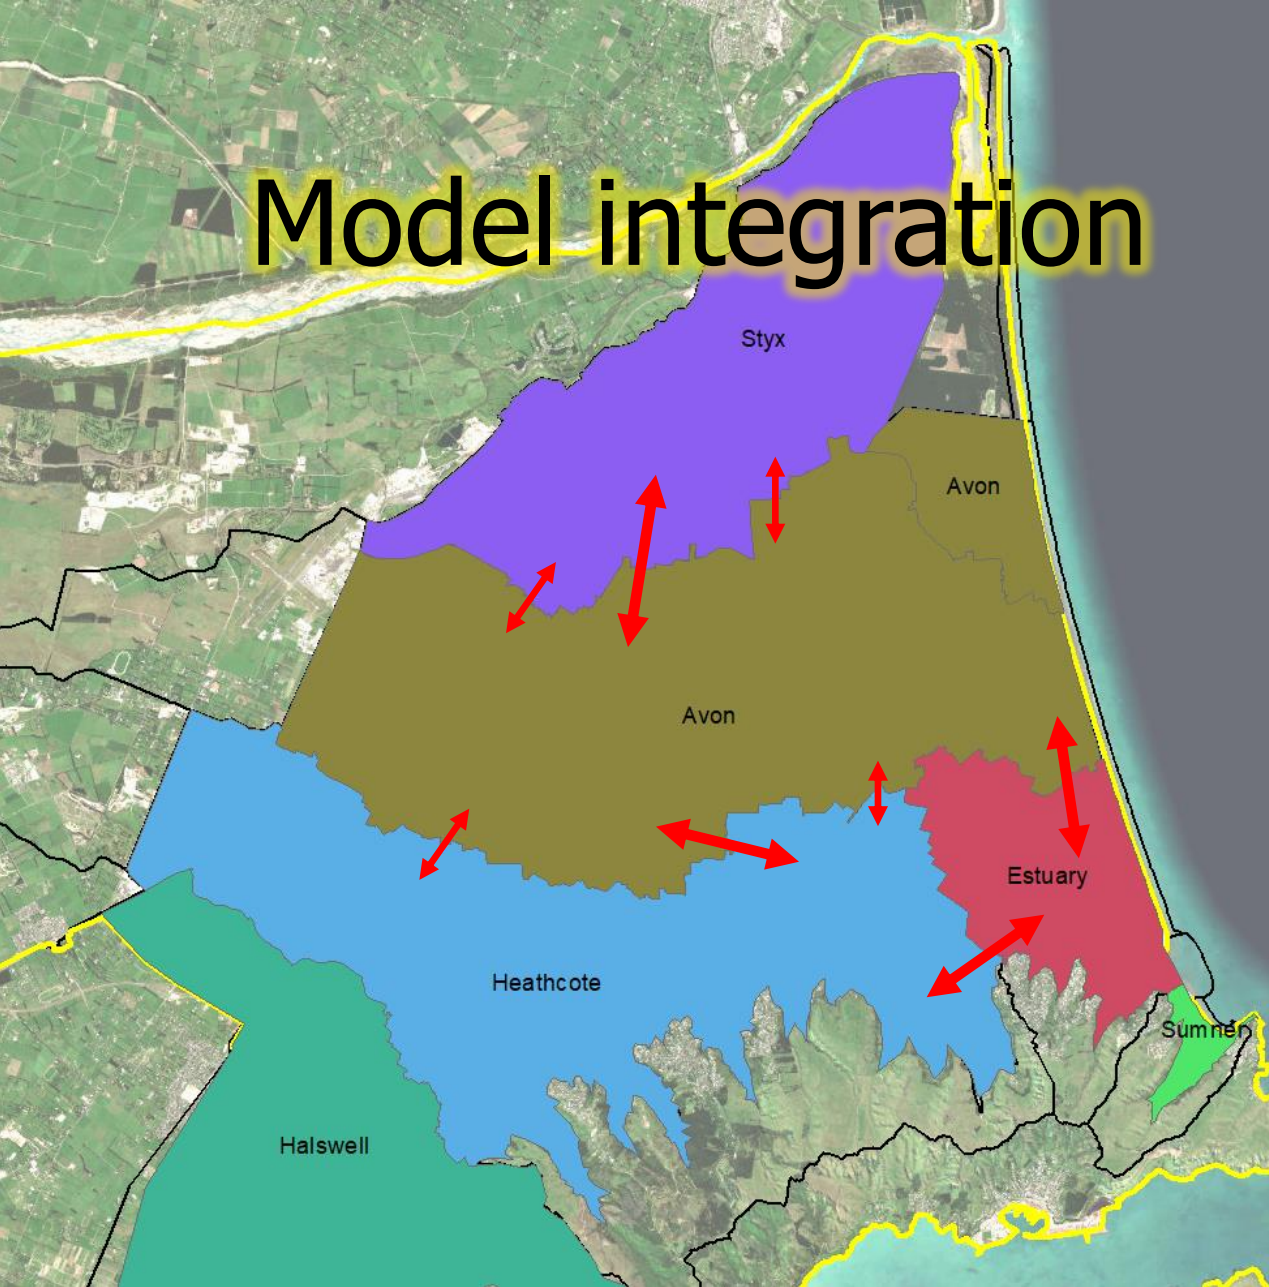 Model integration
Styx
Avon
Avon
Estuary
Heathcote
Sumner
Halswell